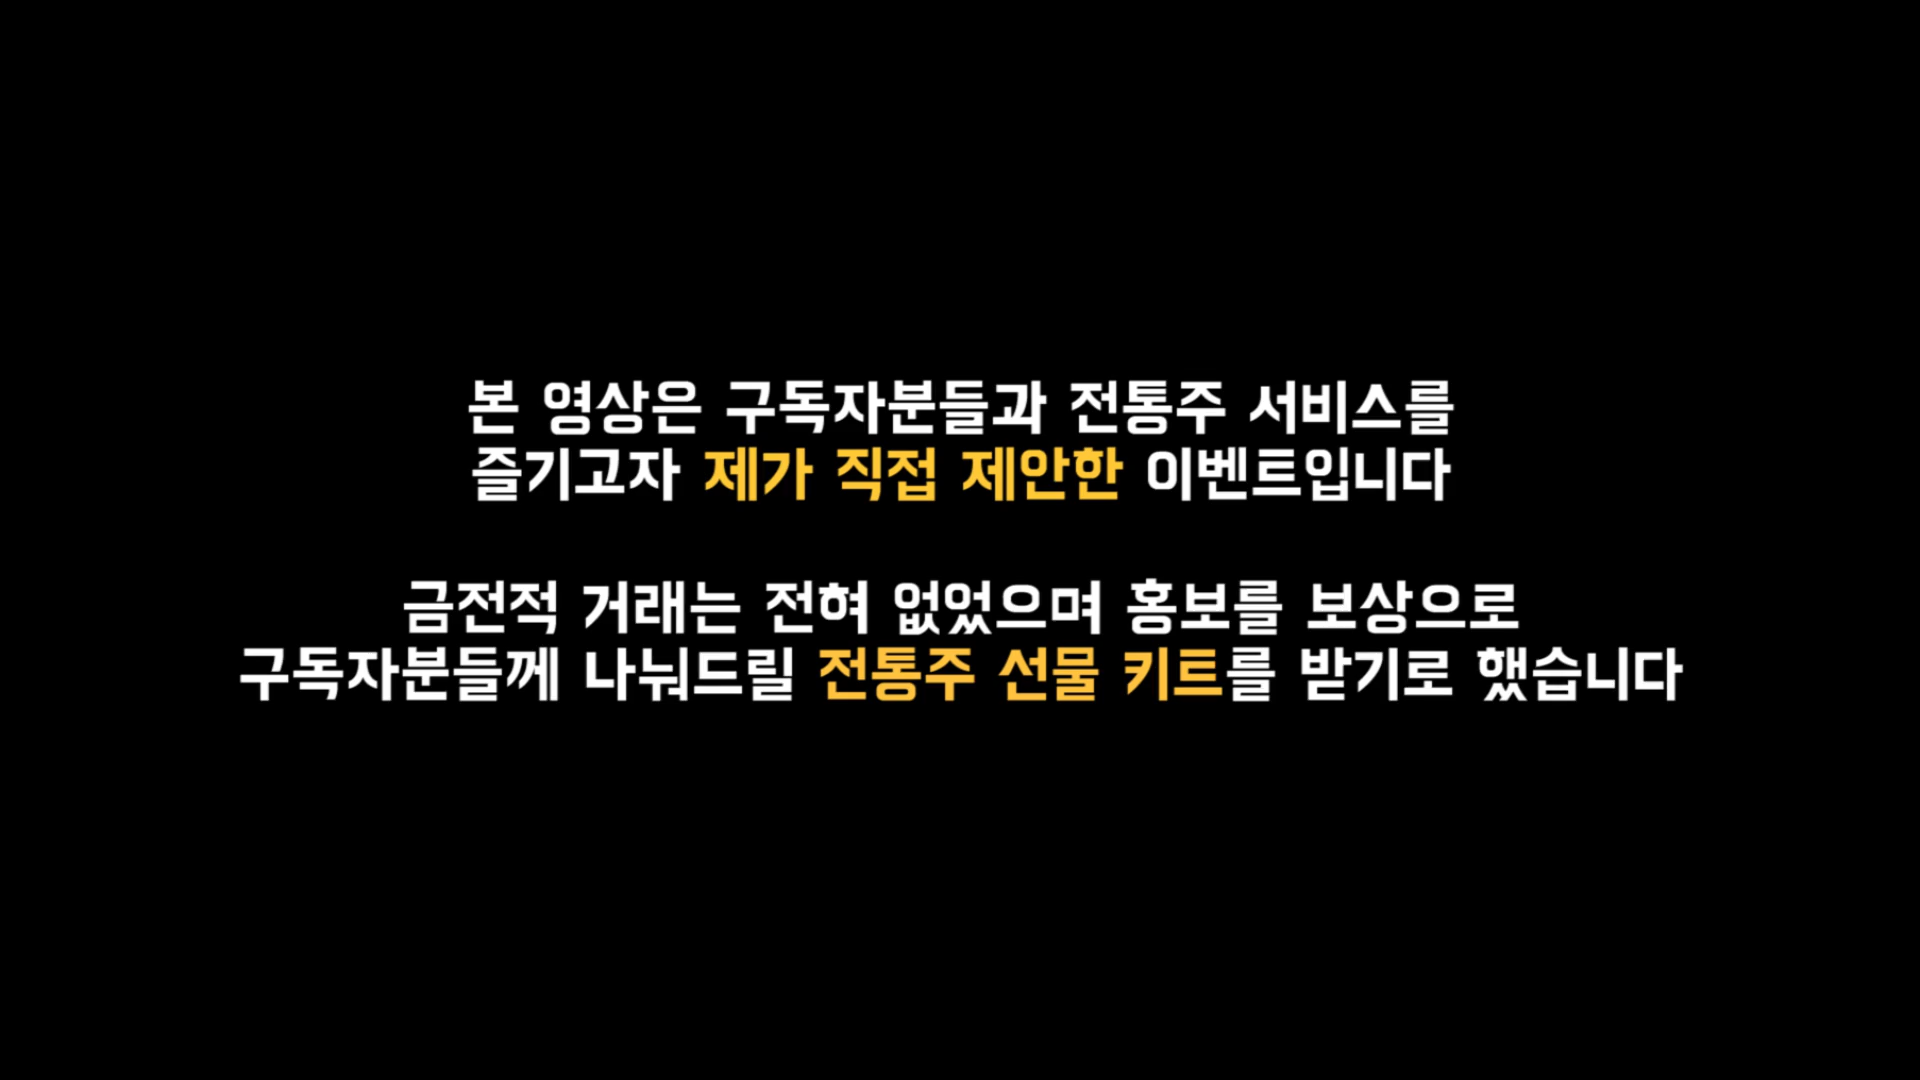 본 영상은 구독자분들과 전통주 서비스를
즐기고자 제가 직접 제안한 이벤트입니다
금전적 거래는 전혀 없었으며 홍보를 보상으로
구독자분들께 나눠드릴 전통주 선물 키트를 받기로 했습니다